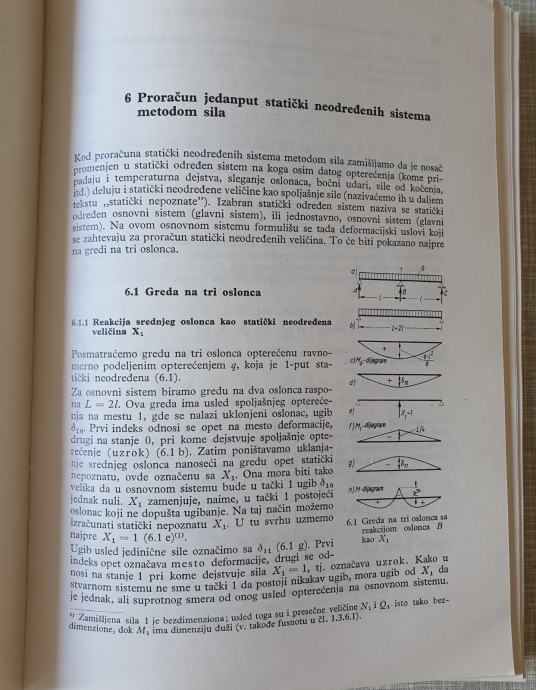 6 Proračun jedanput statički neodređenih sistema
metodom sila
Kod proračuna statički neodređenih sistema metodom sila zamišljamo da je nosač
promenjen u statički određen sistem na koga osim datog opterećenja (kome pri-
padaju i temperaturna dejstva, sleganje oslonaca, bočni udari, sile od kočenja,
itd.) deluju i statički neodređene veličine kao spoljašnje sile (nazivaćemo ih u daljem
tekstu „statički nepoznate"). Izabran statički određen sistem naziva se statički
određen osnovni sistem (glavni sistem), ili jednostavno, osnovni sistem (glavni
sistem). Na ovom osnovnom sistemu formulišu se tada deformacijski uslovi koji
se zahtevaju za proračun statički neodređenih veličina. To će biti pokazano najpre
na gredi na tri oslonca.
6.1 Greda na tri oslonca
6.1.1 Reakcija srednjeg oslonca kao statički neodređena
veličina X₁
Posmatraćemo gredu na tri oslonca opterećenu ravno-
merno podeljenim opterećenjem q, koja je 1-put sta-
tički neodređena (6.1).
Za osnovni sistem biramo gredu na dva oslonca raspo-
na L = 2l. Ova greda ima usled spoljašnjeg optereće-
nja na mestu 1, gde se nalazi uklonjeni oslonac, ugib
δ₁₀. Prvi indeks odnosi se opet na mesto deformacije,
drugi na stanje 0, pri kome dejstvuje spoljašnje opte-
rećenje (uzrok) (6.1 b). Zatim poništavamo uklanja-
nje srednjeg oslonca nanoseći na gredu opet statički
nepoznatu, ovde označenu sa X₁. Ona mora biti tako
velika da u osnovnom sistemu bude u tački 1 ugib δ₁₀
jednak nuli. X₁ zamenjuje, naime, u tački 1 postojeći
oslonac koji ne dopušta ugibanje. Na taj način možemo
izračunati statički nepoznatu X₁. U tu svrhu uzmemo
najpre X₁ = 1 (6.1 e)⁽¹⁾.
Ugib usled jedinične sile označimo sa δ₁₁ (6.1 g). Prvi
indeks opet označava mesto deformacije, drugi se od-
nosi na stanje 1 pri kome dejstvuje sila X₁ = 1, tj. označava uzrok. Kako u
stvarnom sistemu ne sme u tački 1 da postoji nikakav ugib, mora ugib od X₁ da
je jednak, ali suprotnog smera od onog usled opterećenja na osnovnom sistemu.
a)
1
q
A
B
C
l
l
b)
L=2l
c) M₀-dijagram
+
d)
+
δ₁₀
e)
X₁=1
f) M₁-dijagram
−
L/4
g)
−
δ₁₁
h) M-dijagram
+
+
6.1 Greda na tri oslonca sa
reakcijom oslonca B
kao X₁
¹⁾ Zamišljena sila 1 je bezdimenziona; usled toga su i presečne veličine N₁ i Q₁ isto tako bez-
dimenzione, dok M₁ ima dimenziju duži (v. takođe fusnotu u čl. 1.3.6.1).